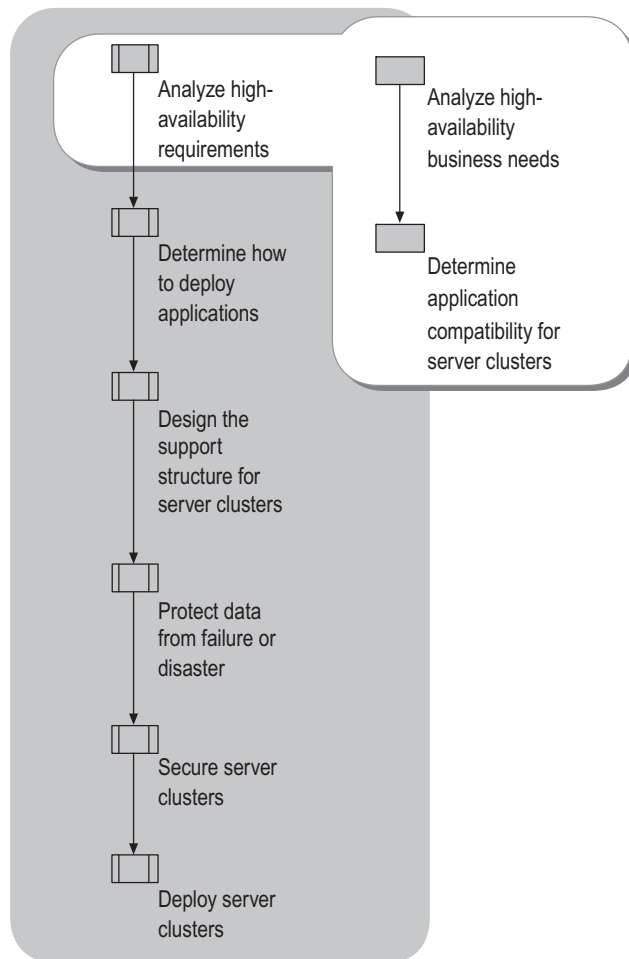 Analyze high-
availability
requirements
Determine how
to deploy
applications
Design the
support
structure for
server clusters
Protect data
from failure or
disaster
Secure server
clusters
Deploy server
clusters
Analyze high-
availability
business needs
Determine
application
compatibility for
server clusters